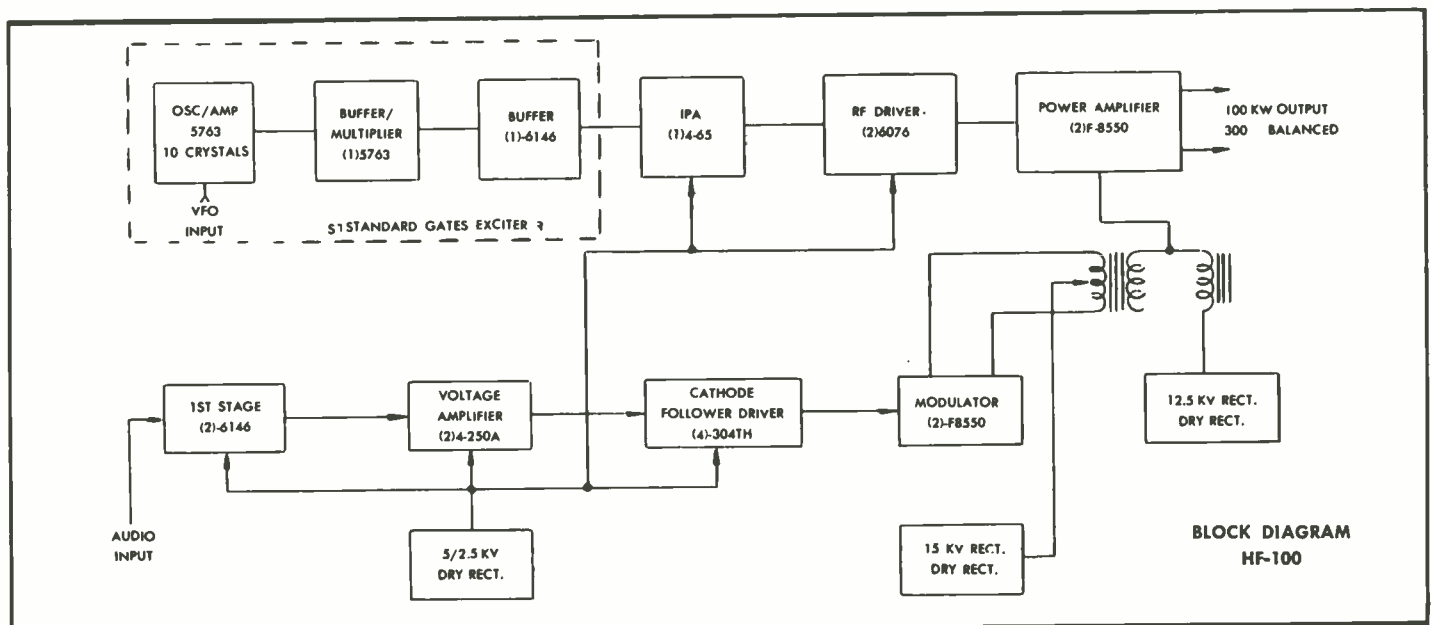 OSC/AMP
5763
10 CRYSTALS
VFO
INPUT
BUFFER/
MULTIPLIER
(1)5763
BUFFER
(1)-6146
STANDARD GATES EXCITER
IPA
(1)4-65
RF DRIVER.
(2)6076
POWER AMPLIFIER
(2)F-8550
100 KW OUTPUT
300 BALANCED
1ST STAGE
(2)-6146
AUDIO
INPUT
VOLTAGE
AMPLIFIER
(2)4-250A
CATHODE
FOLLOWER DRIVER
(4)-304TH
MODULATOR
(2)-F8550
12.5 KV RECT.
DRY RECT.
5/2.5 KV
DRY RECT.
15 KV RECT.
DRY RECT.
BLOCK DIAGRAM
HF-100